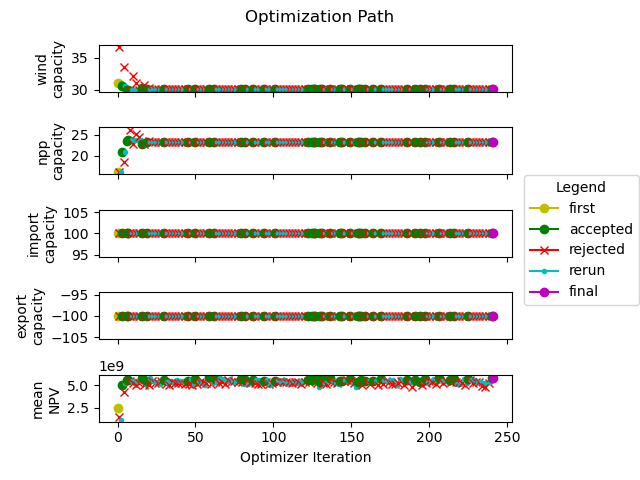 Optimization Path
35
30
wind
capacity
25
20
npp
capacity
105
100
95
import
capacity
−95
−100
−105
export
capacity
1e9
5.0
2.5
mean
NPV
0
50
100
150
200
250
Optimizer Iteration
Legend
first
accepted
rejected
rerun
final